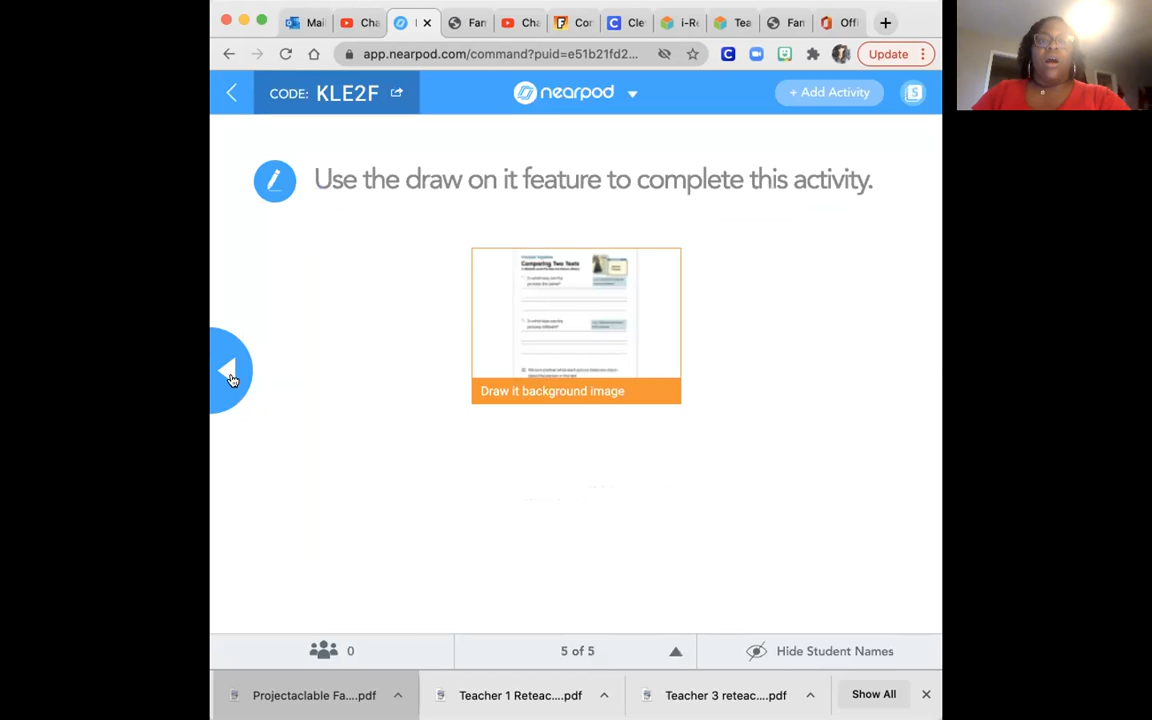 Mai
Cha
Fan
Cha
Cor
Cle
i-Re
Tea
Fan
Offi
app.nearpod.com/command?puid=e51b21fd2...
Update
CODE: KLE2F
nearpod
+ Add Activity
S
Use the draw on it feature to complete this activity.
Comparing Two Texts
Draw it background image
0
5 of 5
Hide Student Names
Projectaclable Fa....pdf
Teacher 1 Reteac....pdf
Teacher 3 reteac....pdf
Show All